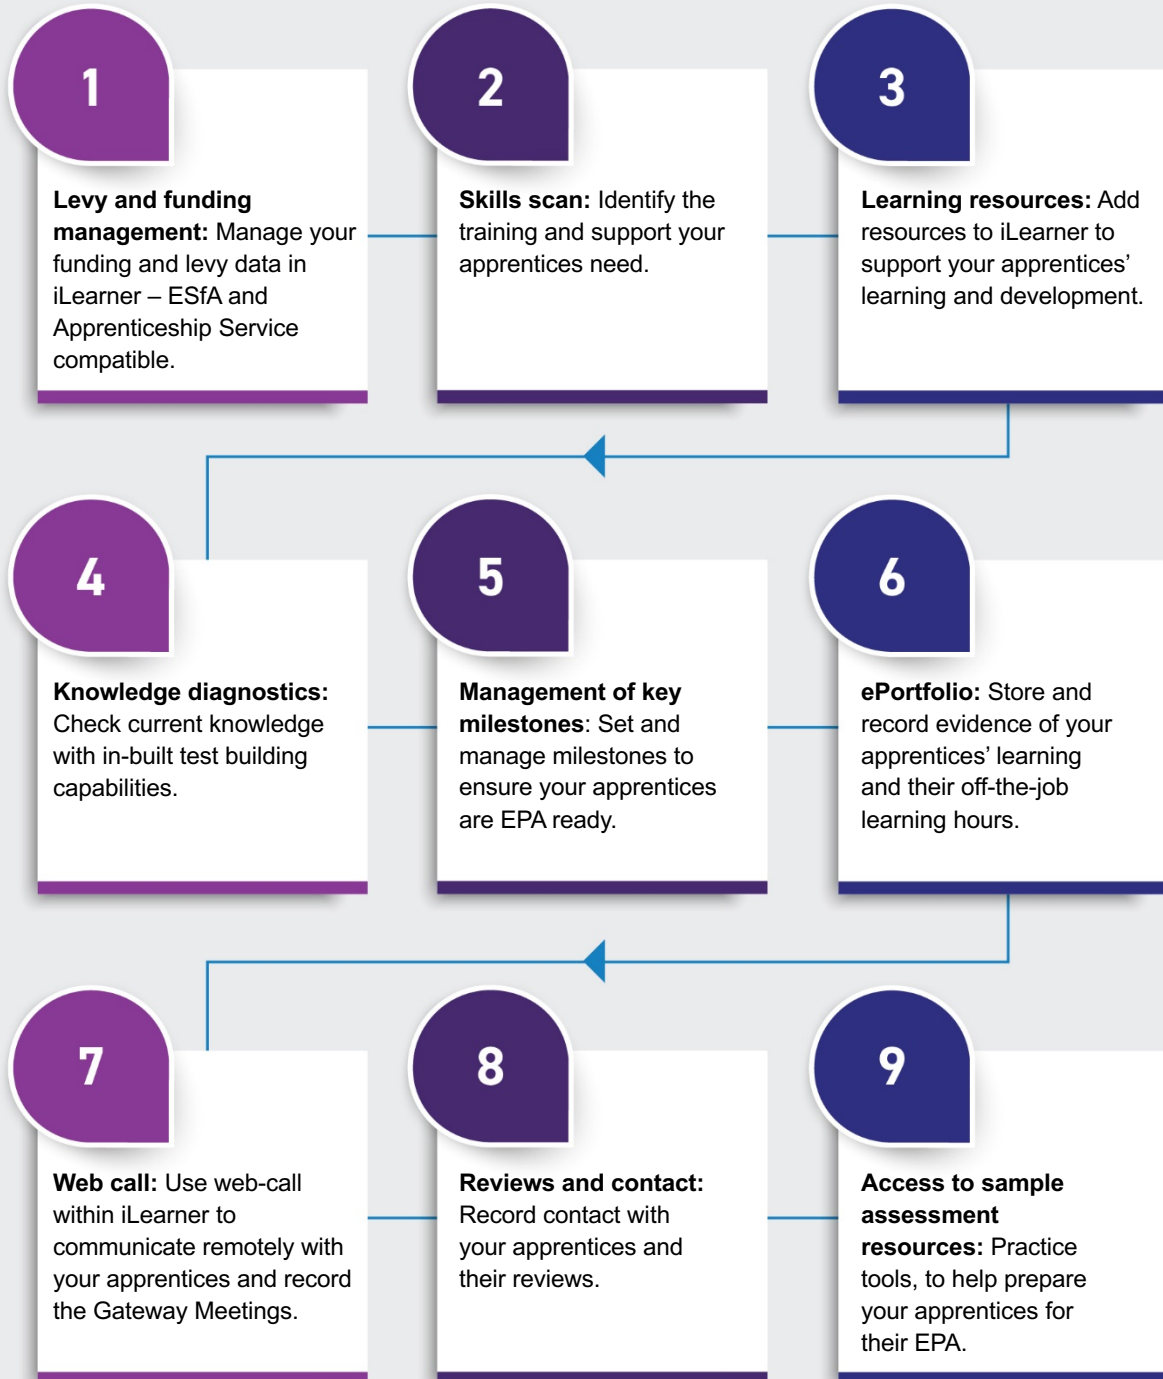 1
Levy and funding
management: Manage your
funding and levy data in
iLearner – ESfA and
Apprenticeship Service
compatible.
2
Skills scan: Identify the
training and support your
apprentices need.
3
Learning resources: Add
resources to iLearner to
support your apprentices’
learning and development.
4
Knowledge diagnostics:
Check current knowledge
with in-built test building
capabilities.
5
Management of key
milestones: Set and
manage milestones to
ensure your apprentices
are EPA ready.
6
ePortfolio: Store and
record evidence of your
apprentices’ learning
and their off-the-job
learning hours.
7
Web call: Use web-call
within iLearner to
communicate remotely with
your apprentices and record
the Gateway Meetings.
8
Reviews and contact:
Record contact with
your apprentices and
their reviews.
9
Access to sample
assessment
resources: Practice
tools, to help prepare
your apprentices for
their EPA.